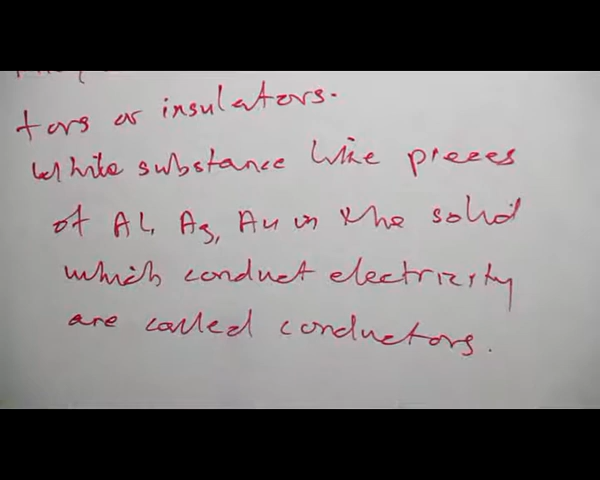 tors or insulators.
While substance like pieces
of Al, Ag, Au in the solid
which conduct electricity
are called conductors.